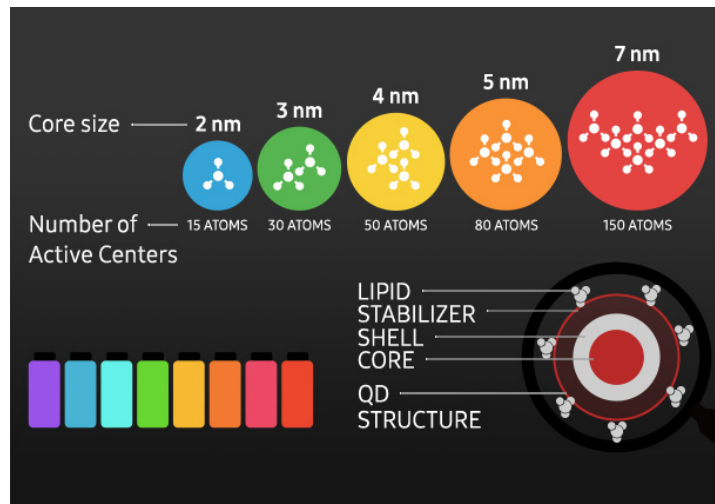 7 nm
5 nm
4 nm
3 nm
Core size
2 nm
Number of
Active Centers
15 ATOMS
30 ATOMS
50 ATOMS
80 ATOMS
150 ATOMS
LIPID
STABILIZER
SHELL
CORE
QD
STRUCTURE